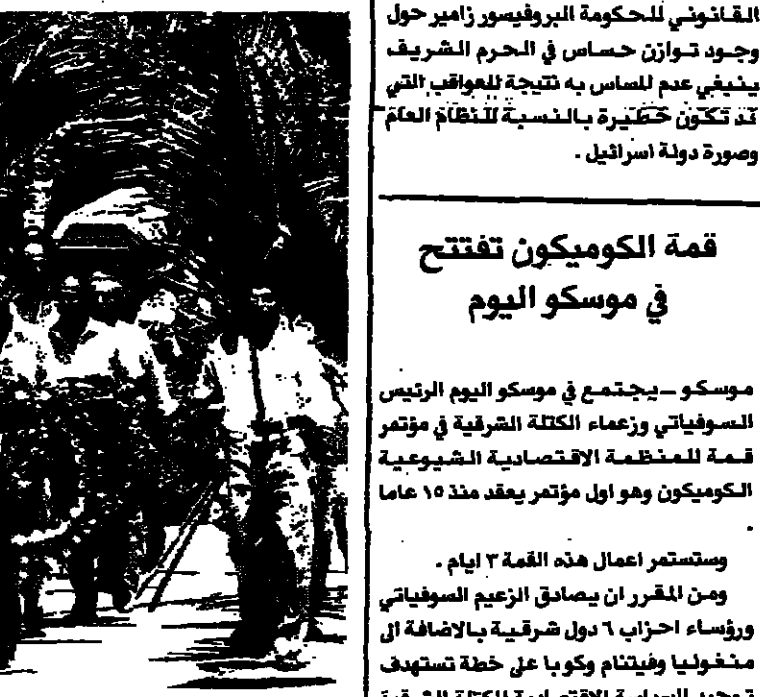 القانوني للحكومة البروفيسور زامير حول
وجود توازن حساس في الحرم الشريف
ينبغي عدم المساس به نتيجة للعواقب التي
قد تكون خطيرة بالنسبة للنظام العام
وصورة دولة اسرائيل .
قمة الكوميكون تفتتح
في موسكو اليوم
موسكو – يجتمع في موسكو اليوم الرئيس
السوفياتي وزعماء الكتلة الشرقية في مؤتمر
قمة للمنظمة الاقتصادية الشيوعية
الكوميكون وهو اول مؤتمر يعقد منذ ١٥ عاما
.
وستستمر اعمال هذه القمة ٣ ايام .
ومن المقرر ان يصادق الزعيم السوفياتي
ورؤساء احزاب ٦ دول شرقية بالاضافة الى
منغوليا وفيتنام وكوبا على خطة تستهدف
الاقتصادية للكتلة الشرقية